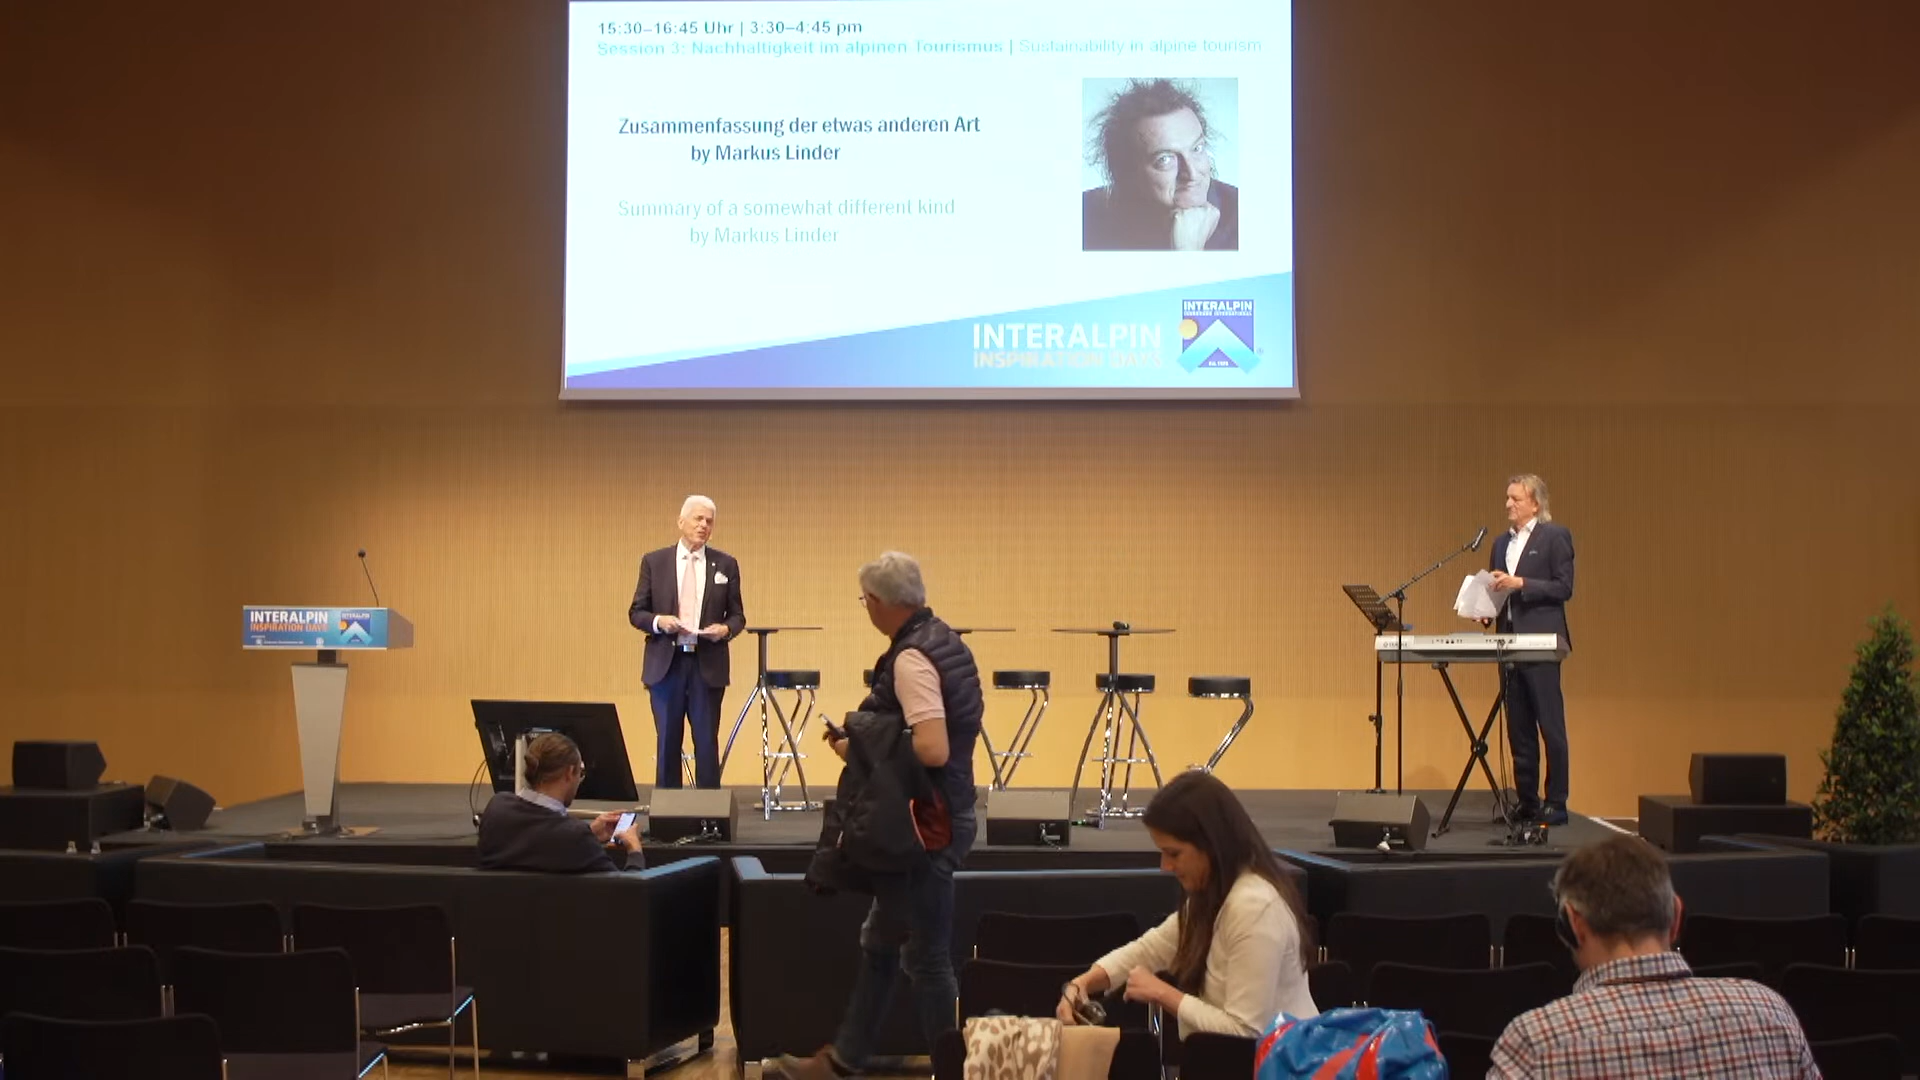 15:30–16:45 Uhr | 3:30–4:45 pm
Session 3: Nachhaltigkeit im alpinen Tourismus | Sustainability in alpine tourism
Zusammenfassung der etwas anderen Art
by Markus Linder
Summary of a somewhat different kind
by Markus Linder
INTERALPIN
INSPIRATION DAYS
INTERALPIN
INTERALPIN
INSPIRATION DAYS
INTERALPIN